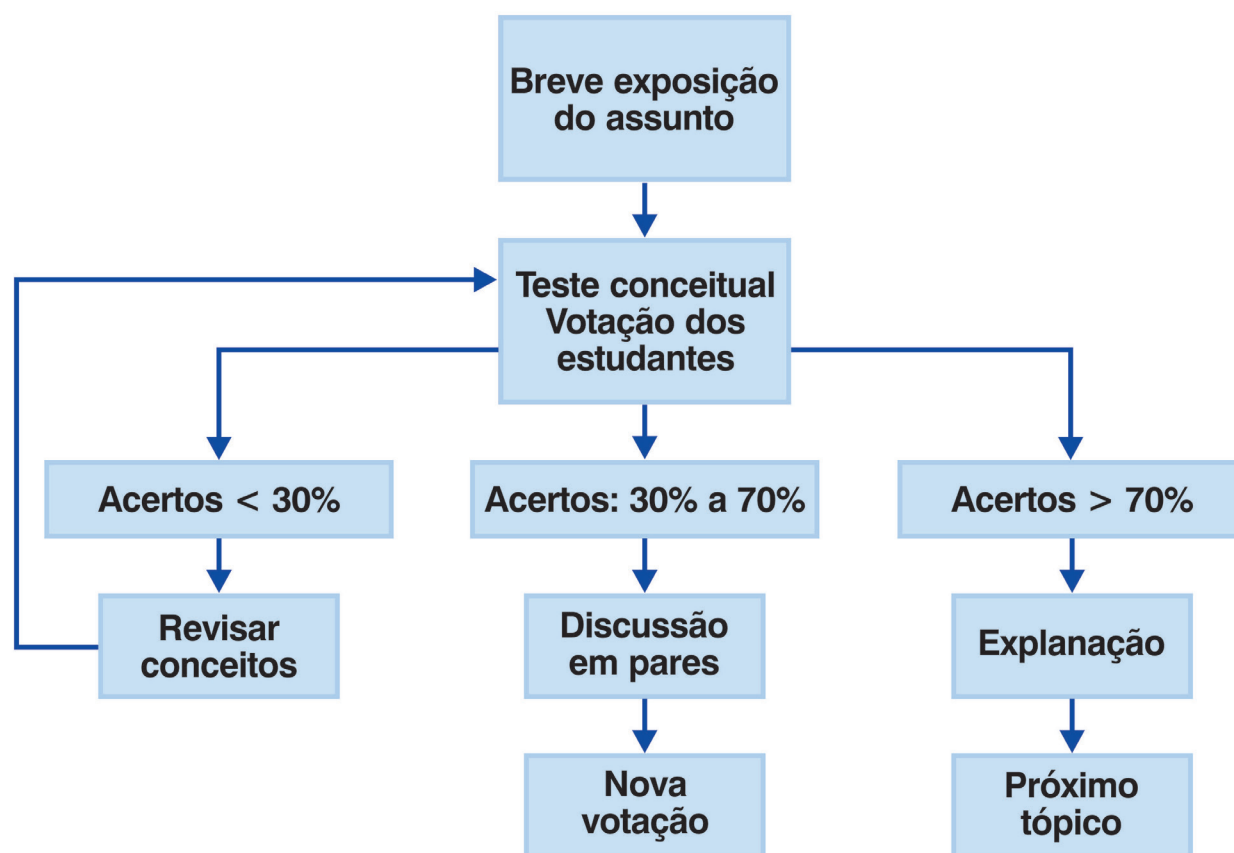 Breve exposição
do assunto
Teste conceitual
Votação dos
estudantes
Acertos < 30%
Acertos: 30% a 70%
Acertos > 70%
Revisar
conceitos
Discussão
em pares
Explanação
Nova
votação
Próximo
tópico